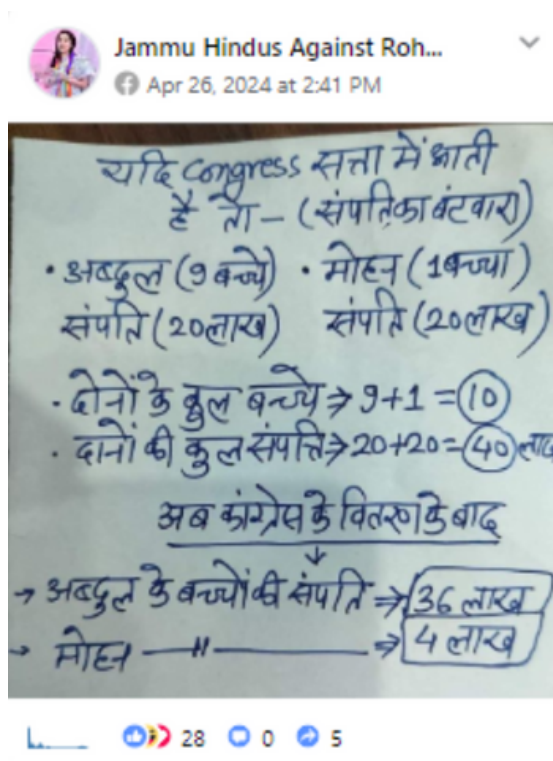 Jammu Hindus Against Roh...
Apr 26, 2024 at 2:41 PM
यदि Congress सत्ता में आती
है तो - (संपति का बंटवारा)
• अब्दुल (9 बच्चे) • मोहन (1 बच्चा)
संपति (20 लाख) संपति (20 लाख)
• दोनों के कुल बच्चे → 9+1 = 10
• दानों की कुल संपत्ति → 20+20 = 40 लाख
अब कांग्रेस के वितरण के बाद
→ अब्दुल के बच्चों की संपति ⇒ 36 लाख
→ मोहन —〃— ⇒ 4 लाख
28 0 5